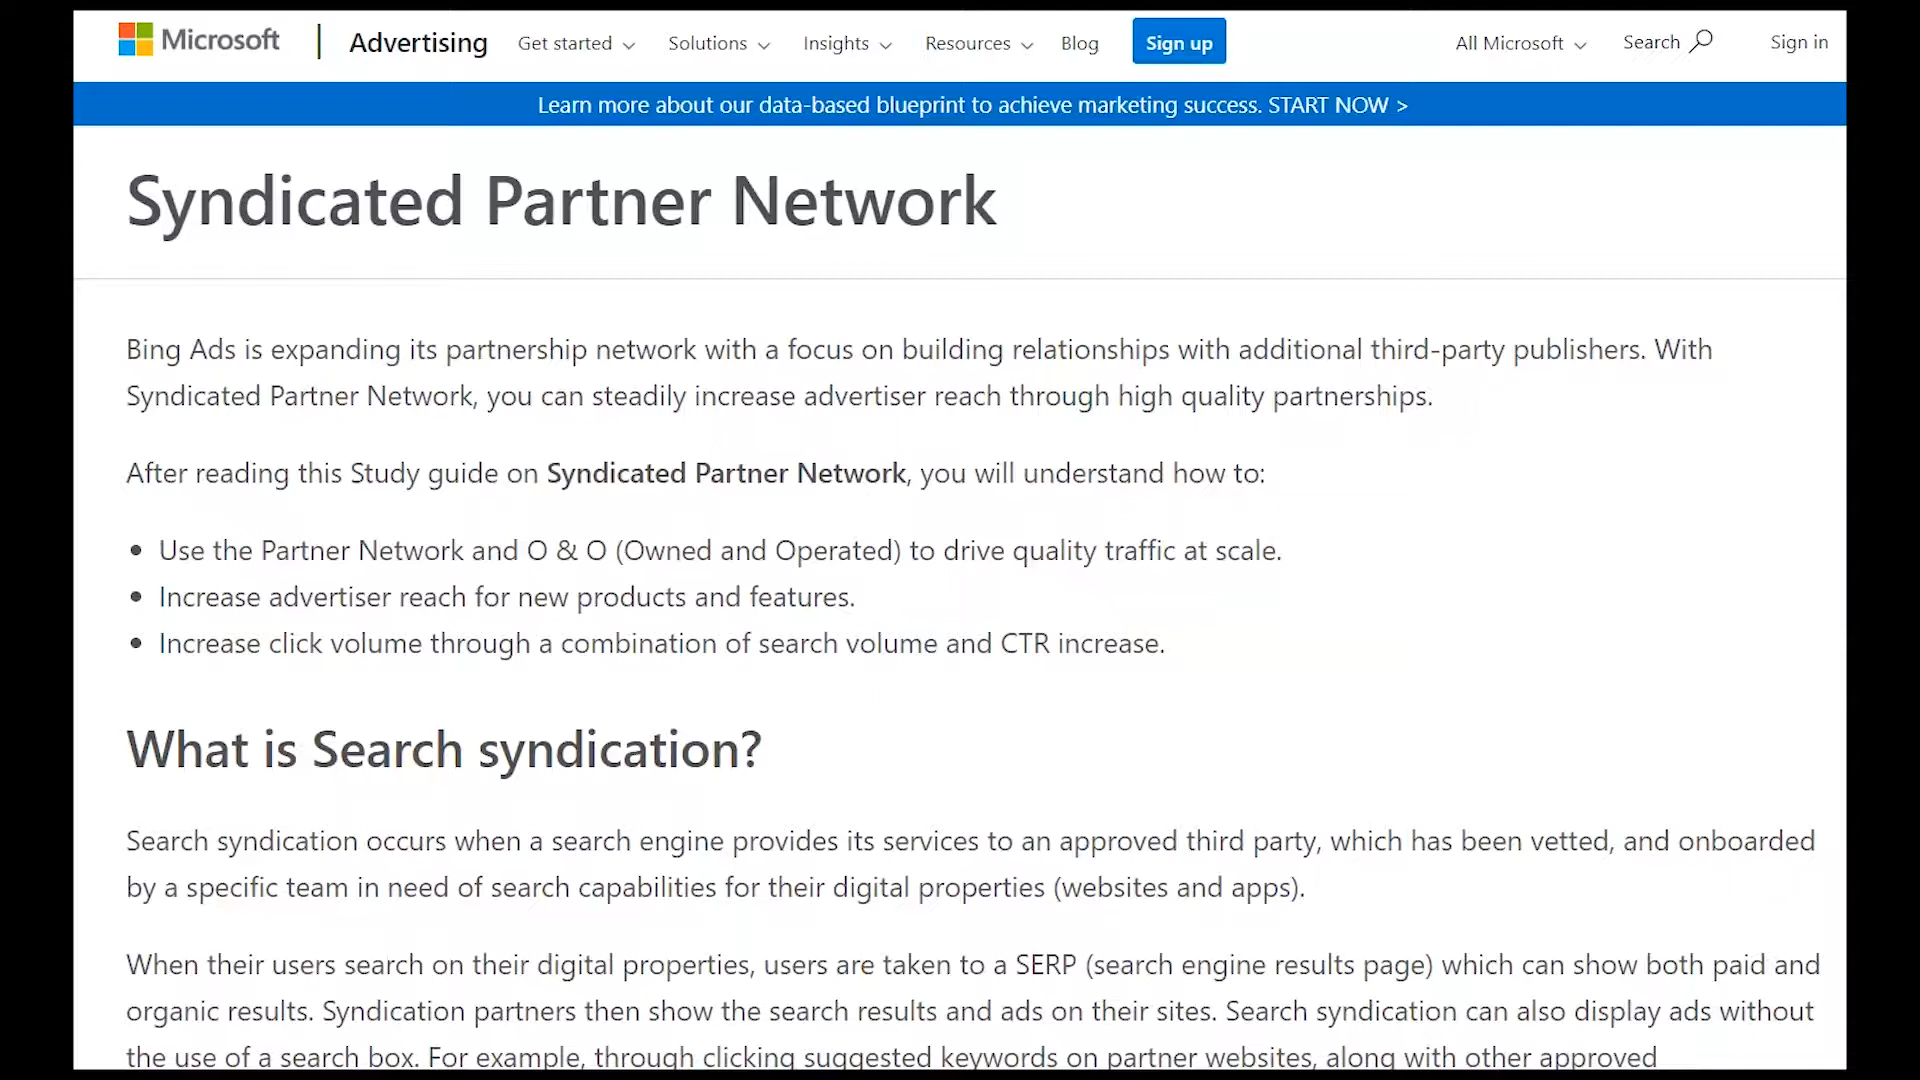 Microsoft | Advertising Get started Solutions Insights Resources Blog Sign up All Microsoft Search Sign in
Learn more about our data-based blueprint to achieve marketing success. START NOW >
Syndicated Partner Network
Bing Ads is expanding its partnership network with a focus on building relationships with additional third-party publishers. With
Syndicated Partner Network, you can steadily increase advertiser reach through high quality partnerships.
After reading this Study guide on Syndicated Partner Network, you will understand how to:
• Use the Partner Network and O & O (Owned and Operated) to drive quality traffic at scale.
• Increase advertiser reach for new products and features.
• Increase click volume through a combination of search volume and CTR increase.
What is Search syndication?
Search syndication occurs when a search engine provides its services to an approved third party, which has been vetted, and onboarded
by a specific team in need of search capabilities for their digital properties (websites and apps).
When their users search on their digital properties, users are taken to a SERP (search engine results page) which can show both paid and
organic results. Syndication partners then show the search results and ads on their sites. Search syndication can also display ads without
the use of a search box. For example, through clicking suggested keywords on partner websites, along with other approved